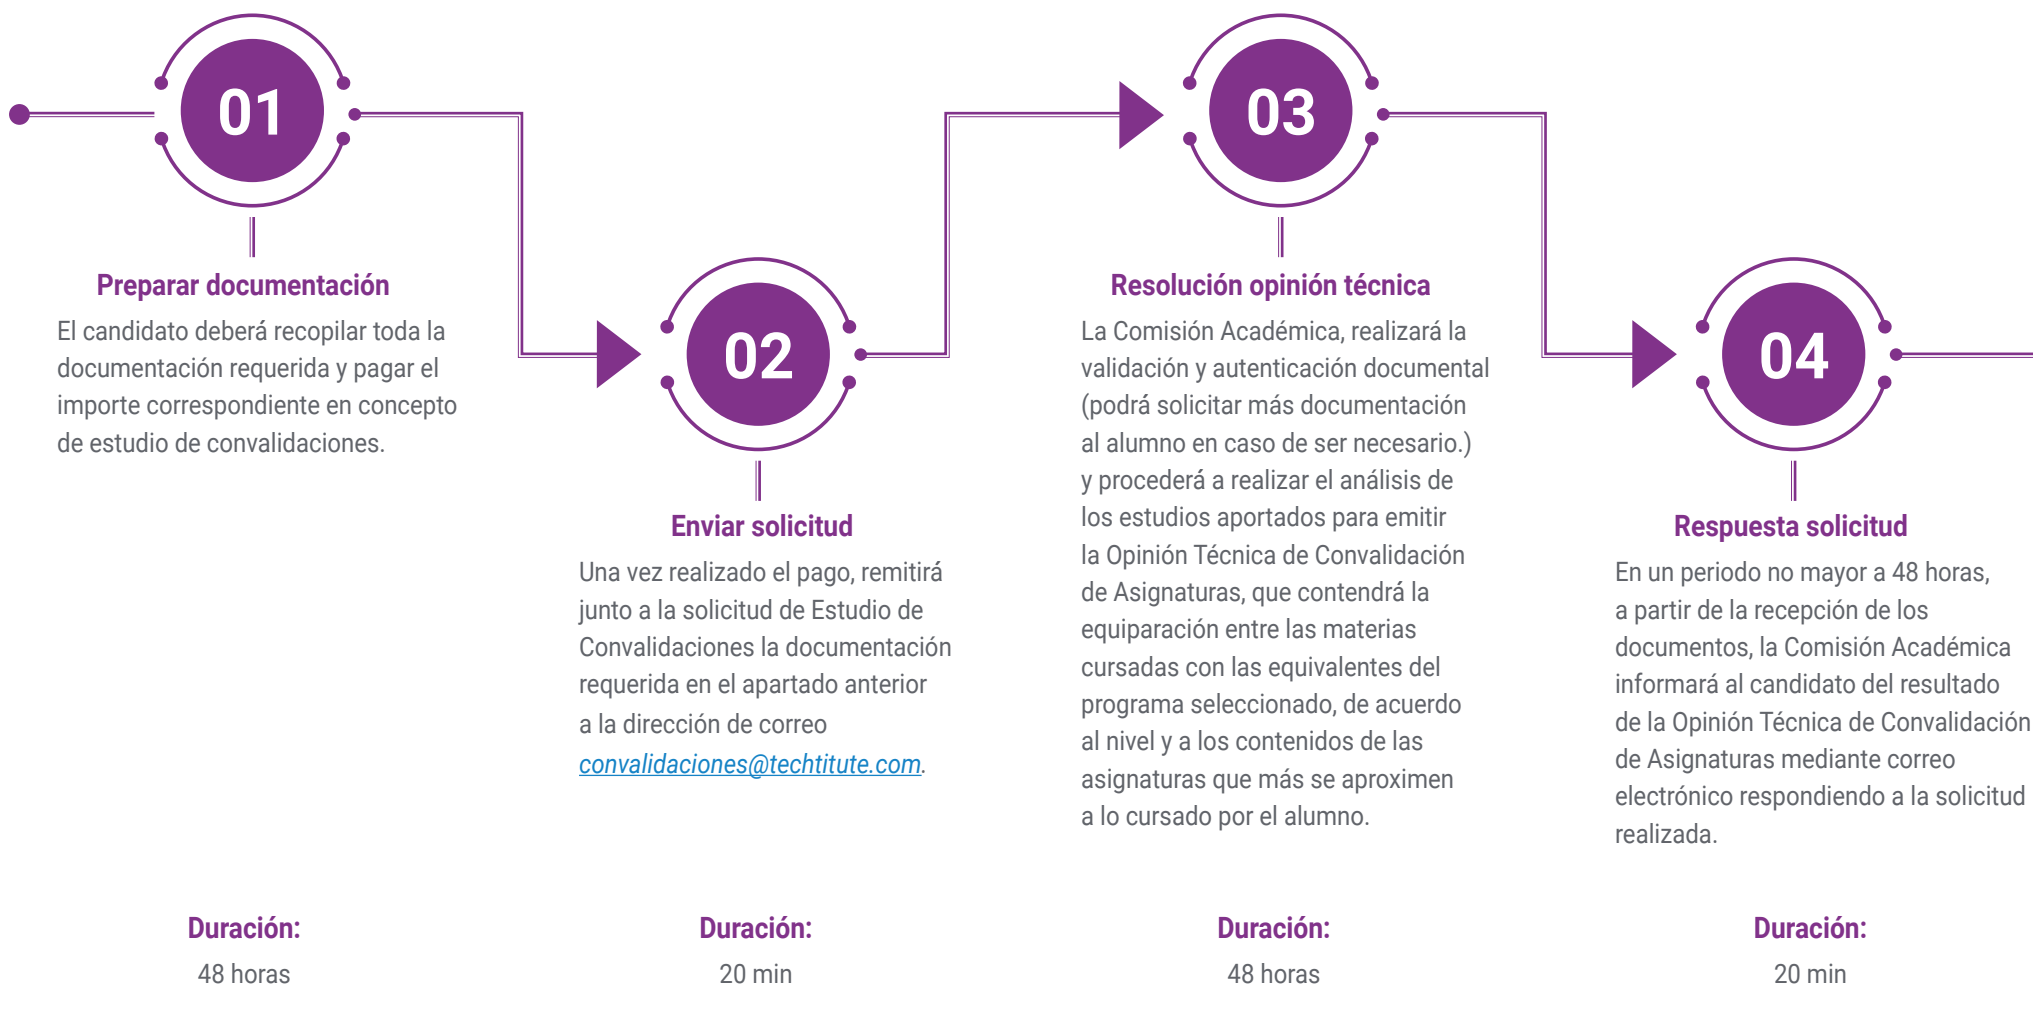 01
Preparar documentación
El candidato deberá recopilar toda la
documentación requerida y pagar el
importe correspondiente en concepto
de estudio de convalidaciones.
Duración:
48 horas
02
Enviar solicitud
Una vez realizado el pago, remitirá
junto a la solicitud de Estudio de
Convalidaciones la documentación
requerida en el apartado anterior
a la dirección de correo
convalidaciones@techtitute.com.
Duración:
20 min
03
Resolución opinión técnica
La Comisión Académica, realizará la
validación y autenticación documental
(podrá solicitar más documentación
al alumno en caso de ser necesario.)
y procederá a realizar el análisis de
los estudios aportados para emitir
la Opinión Técnica de Convalidación
de Asignaturas, que contendrá la
equiparación entre las materias
cursadas con las equivalentes del
programa seleccionado, de acuerdo
al nivel y a los contenidos de las
asignaturas que más se aproximen
a lo cursado por el alumno.
Duración:
48 horas
04
Respuesta solicitud
En un periodo no mayor a 48 horas,
a partir de la recepción de los
documentos, la Comisión Académica
informará al candidato del resultado
de la Opinión Técnica de Convalidación
de Asignaturas mediante correo
electrónico respondiendo a la solicitud
realizada.
Duración:
20 min